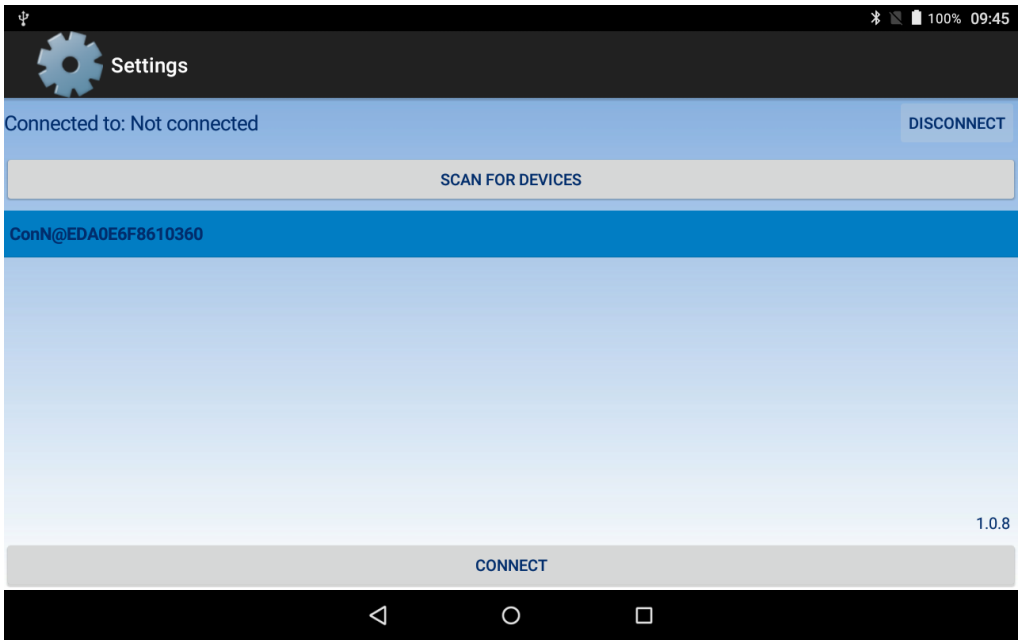 100% 09:45
Settings
Connected to: Not connected DISCONNECT
SCAN FOR DEVICES
ConN@EDA0E6F8610360
1.0.8
CONNECT